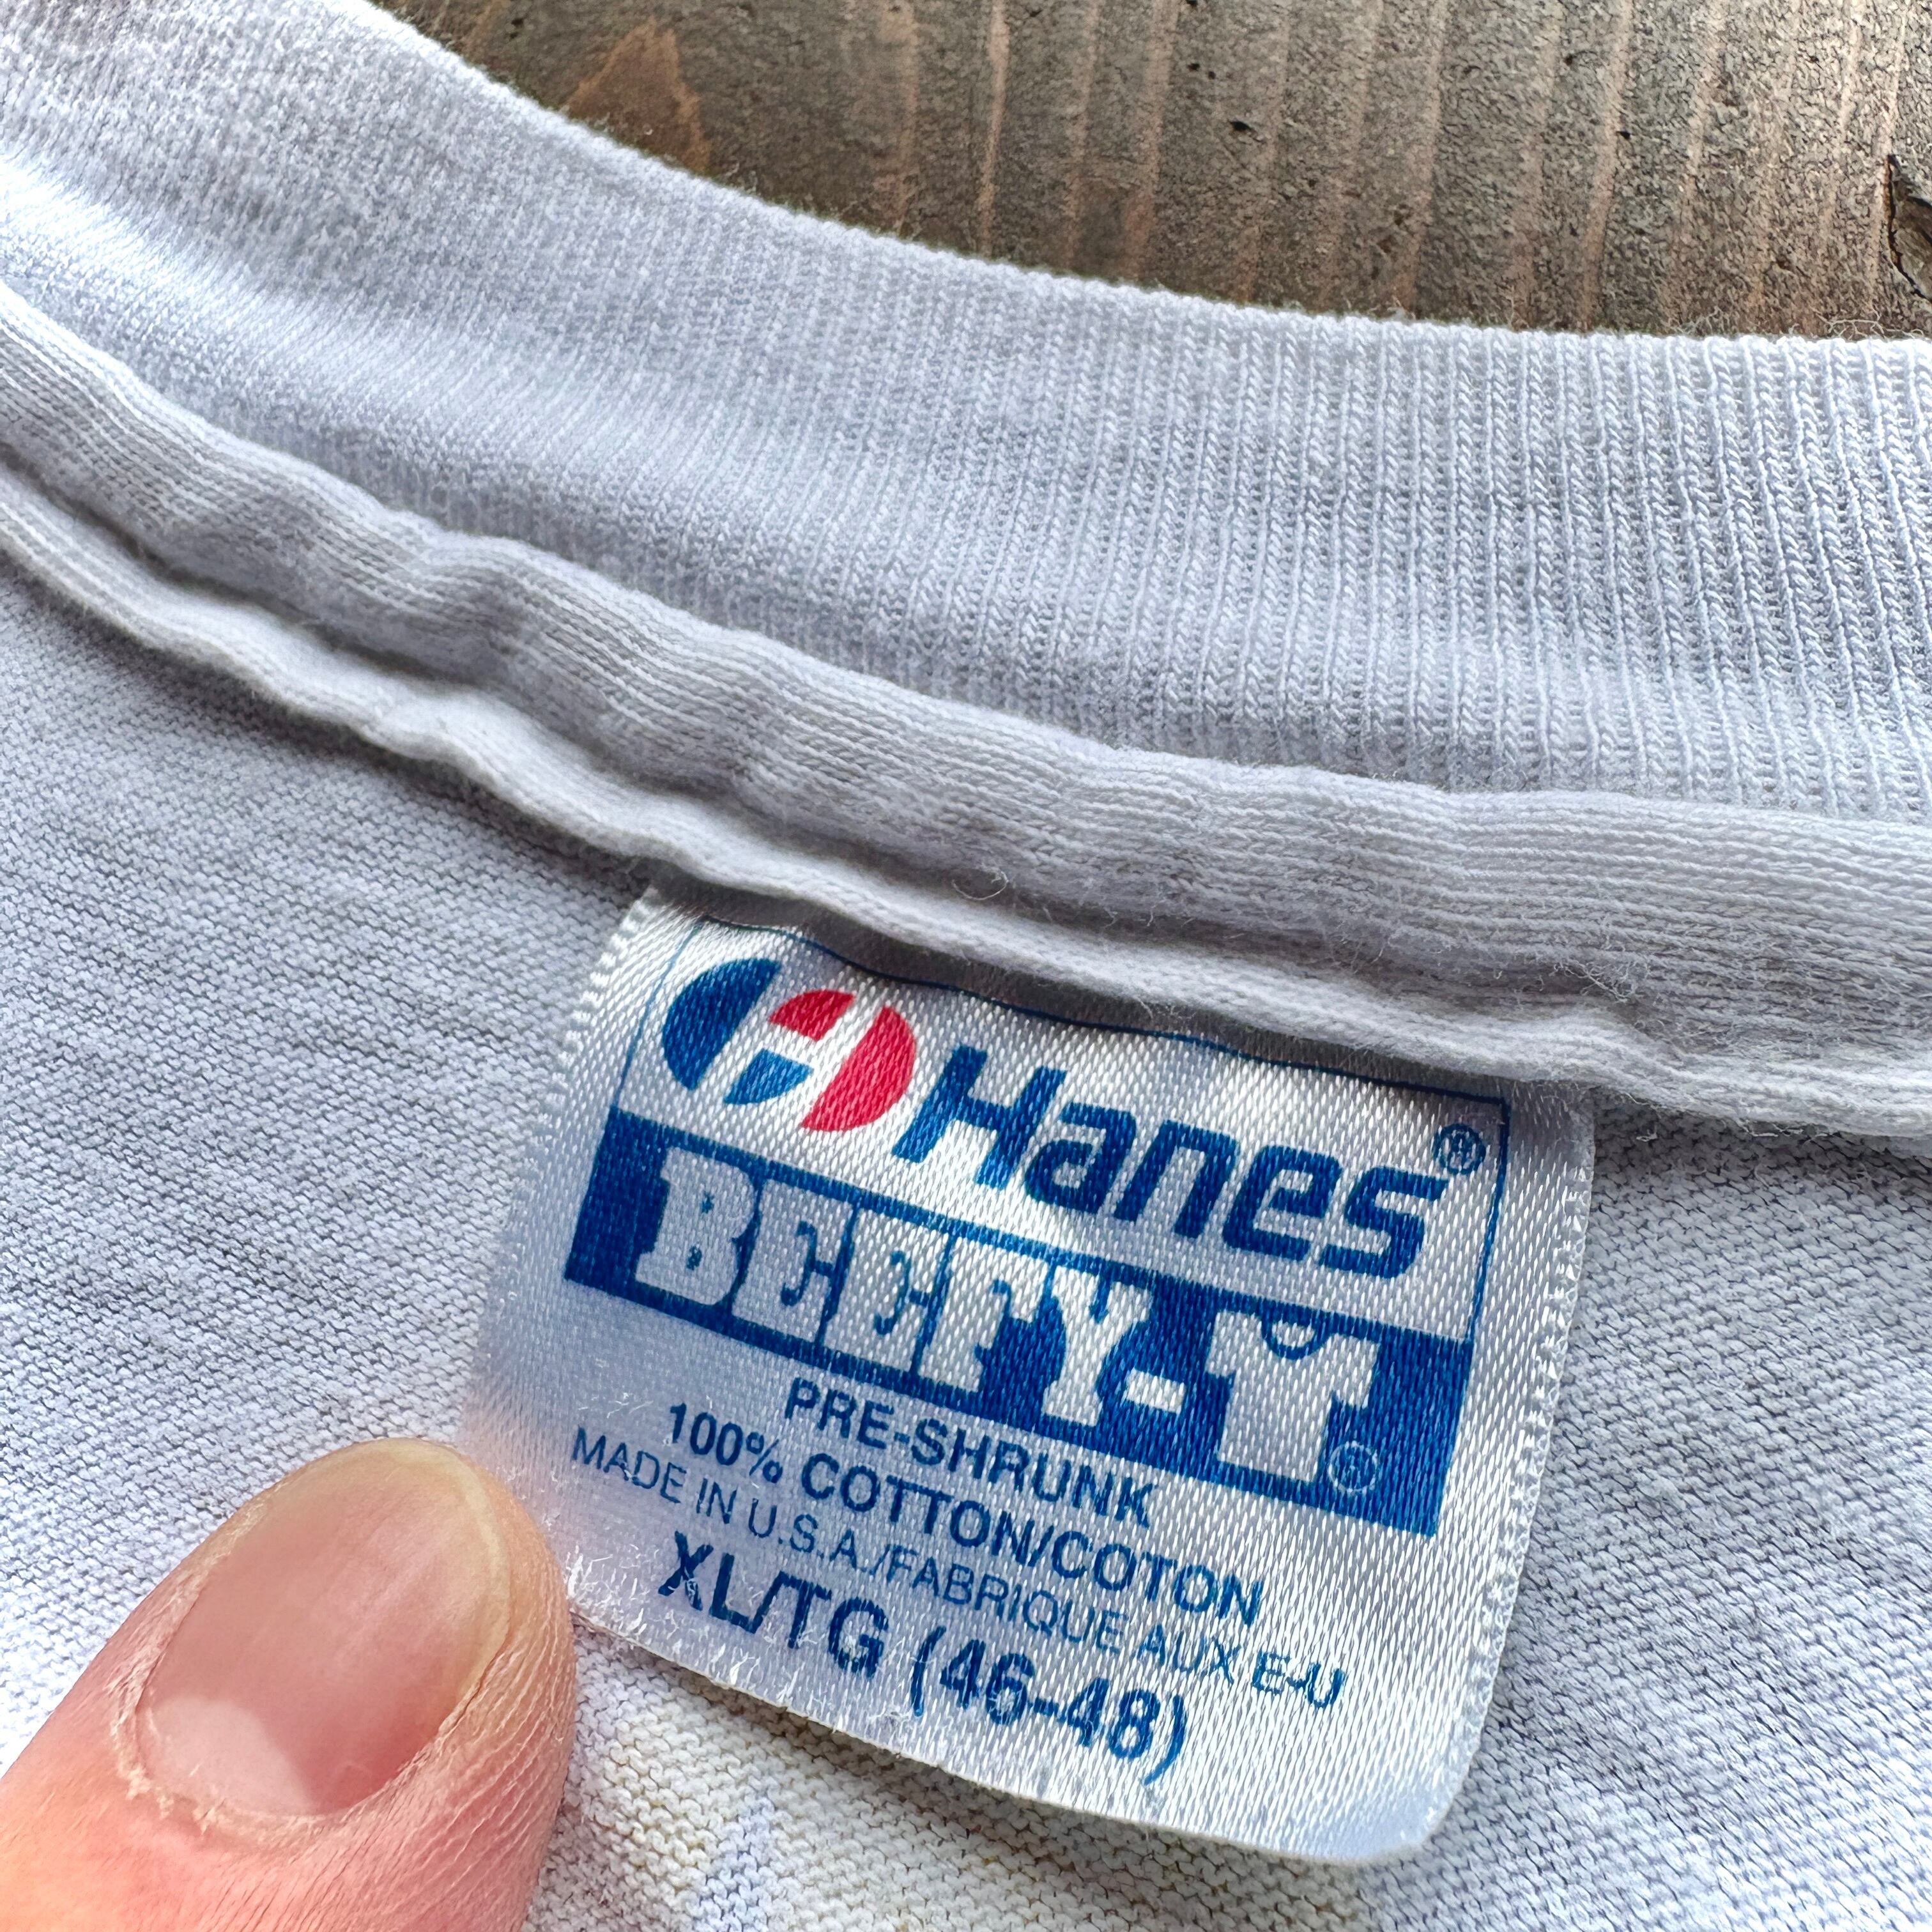 Hanes®
BEEFY-T®
PRE-SHRUNK
100% COTTON/COTON
MADE IN U.S.A./FABRIQUE AUX E-U
XL/TG (46-48)